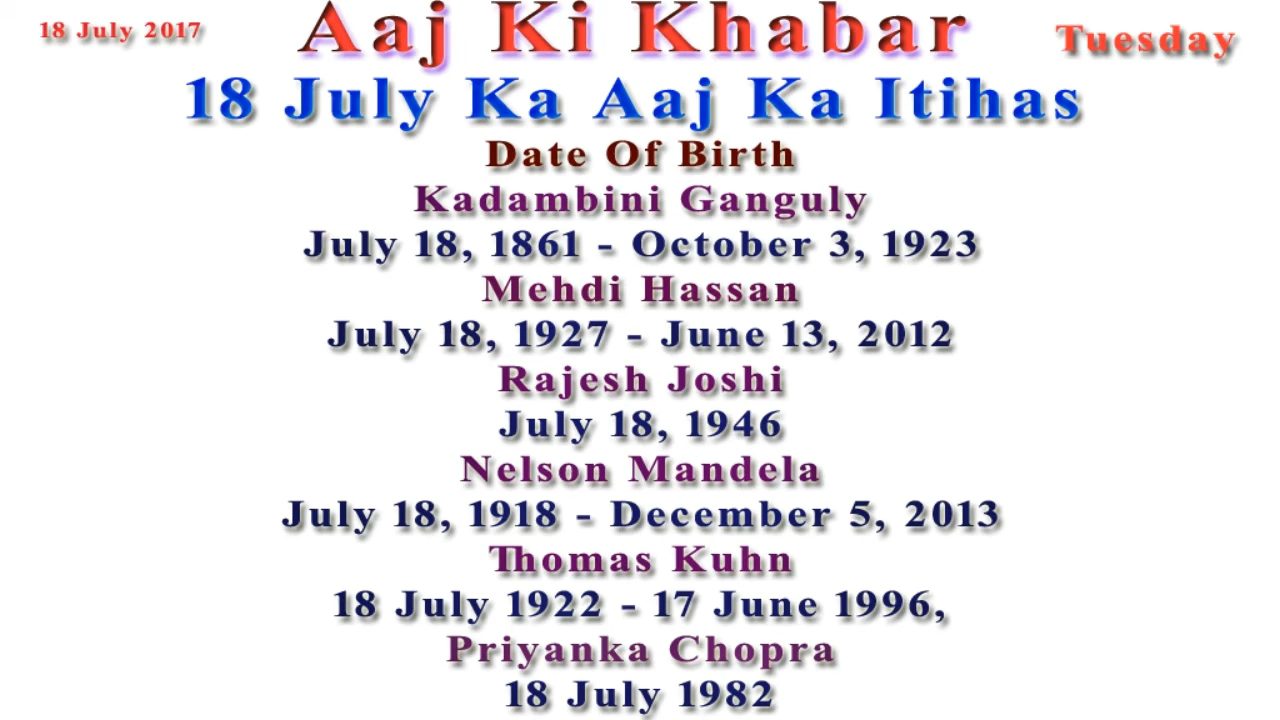 18 July 2017
Aaj Ki Khabar
Tuesday
18 July Ka Aaj Ka Itihas
Date Of Birth
Kadambini Ganguly
July 18, 1861 - October 3, 1923
Mehdi Hassan
July 18, 1927 - June 13, 2012
Rajesh Joshi
July 18, 1946
Nelson Mandela
July 18, 1918 - December 5, 2013
Thomas Kuhn
18 July 1922 - 17 June 1996,
Priyanka Chopra
18 July 1982